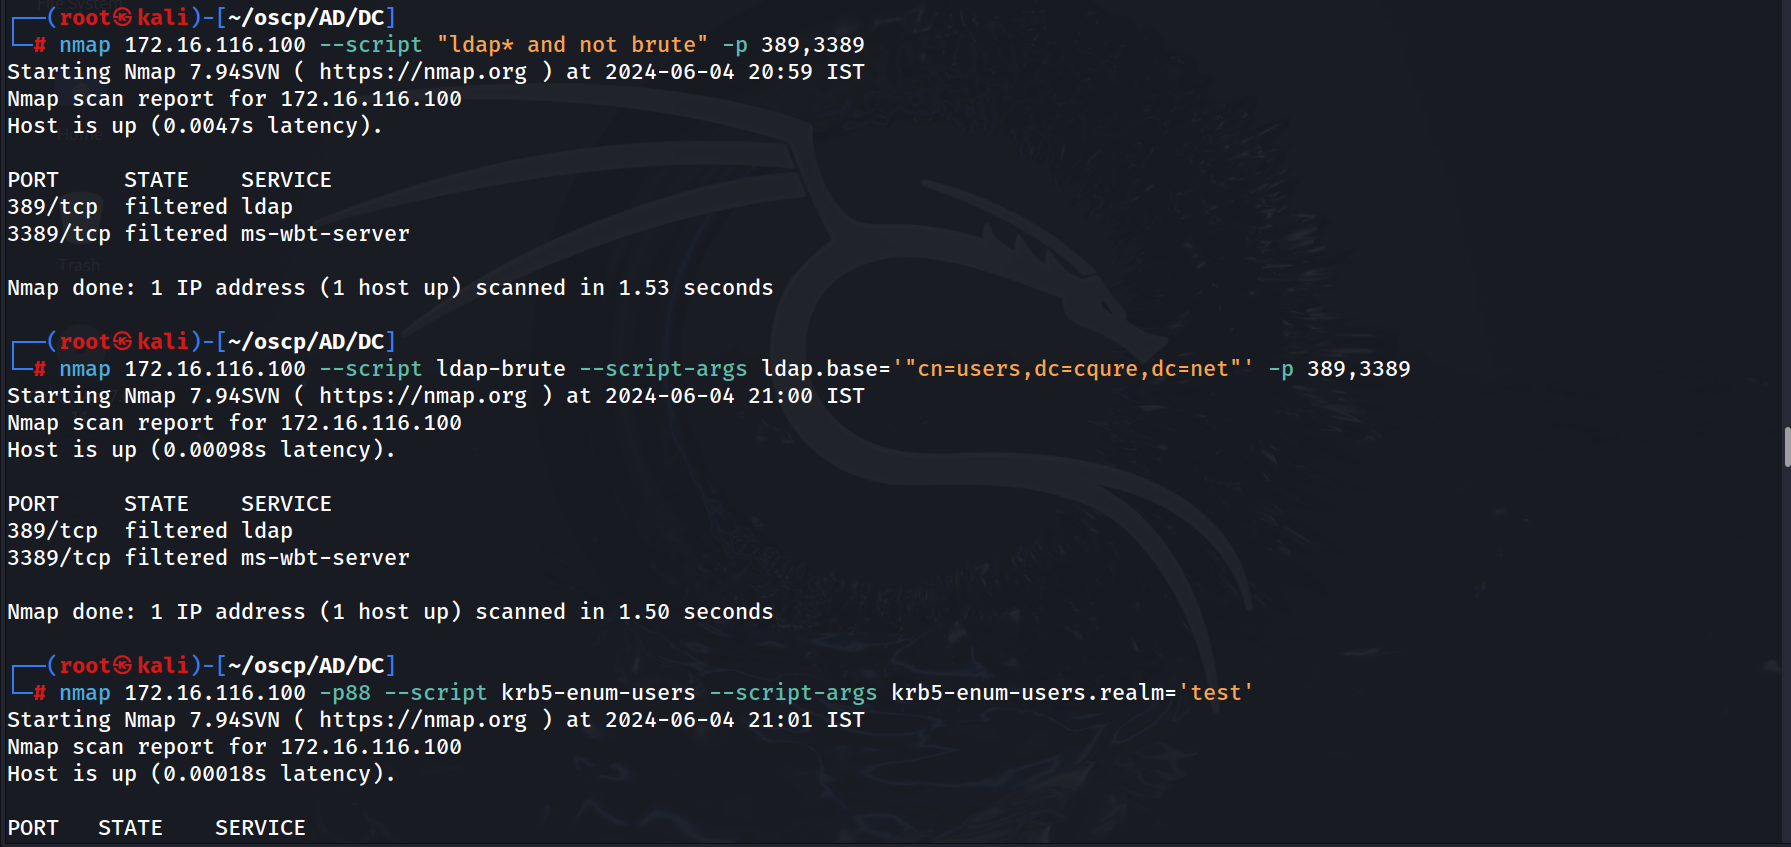 File System
┌──(root㉿kali)-[~/oscp/AD/DC]
└─# nmap 172.16.116.100 --script "ldap* and not brute" -p 389,3389
Starting Nmap 7.94SVN ( https://nmap.org ) at 2024-06-04 20:59 IST
Nmap scan report for 172.16.116.100
Host is up (0.0047s latency).
Home
PORT     STATE    SERVICE
389/tcp  filtered ldap
3389/tcp filtered ms-wbt-server
Trash
Nmap done: 1 IP address (1 host up) scanned in 1.53 seconds
┌──(root㉿kali)-[~/oscp/AD/DC]
└─# nmap 172.16.116.100 --script ldap-brute --script-args ldap.base='"cn=users,dc=cqure,dc=net"' -p 389,3389
Starting Nmap 7.94SVN ( https://nmap.org ) at 2024-06-04 21:00 IST
Nmap scan report for 172.16.116.100
Host is up (0.00098s latency).
PORT     STATE    SERVICE
389/tcp  filtered ldap
3389/tcp filtered ms-wbt-server
Nmap done: 1 IP address (1 host up) scanned in 1.50 seconds
┌──(root㉿kali)-[~/oscp/AD/DC]
└─# nmap 172.16.116.100 -p88 --script krb5-enum-users --script-args krb5-enum-users.realm='test'
Starting Nmap 7.94SVN ( https://nmap.org ) at 2024-06-04 21:01 IST
Nmap scan report for 172.16.116.100
Host is up (0.00018s latency).
PORT   STATE    SERVICE